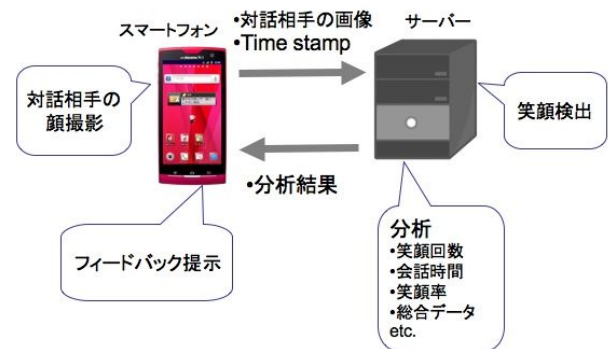 スマートフォン
•対話相手の画像
•Time stamp
サーバー
対話相手の
顔撮影
笑顔検出
•分析結果
フィードバック提示
分析
•笑顔回数
•会話時間
•笑顔率
•総合データ
etc.